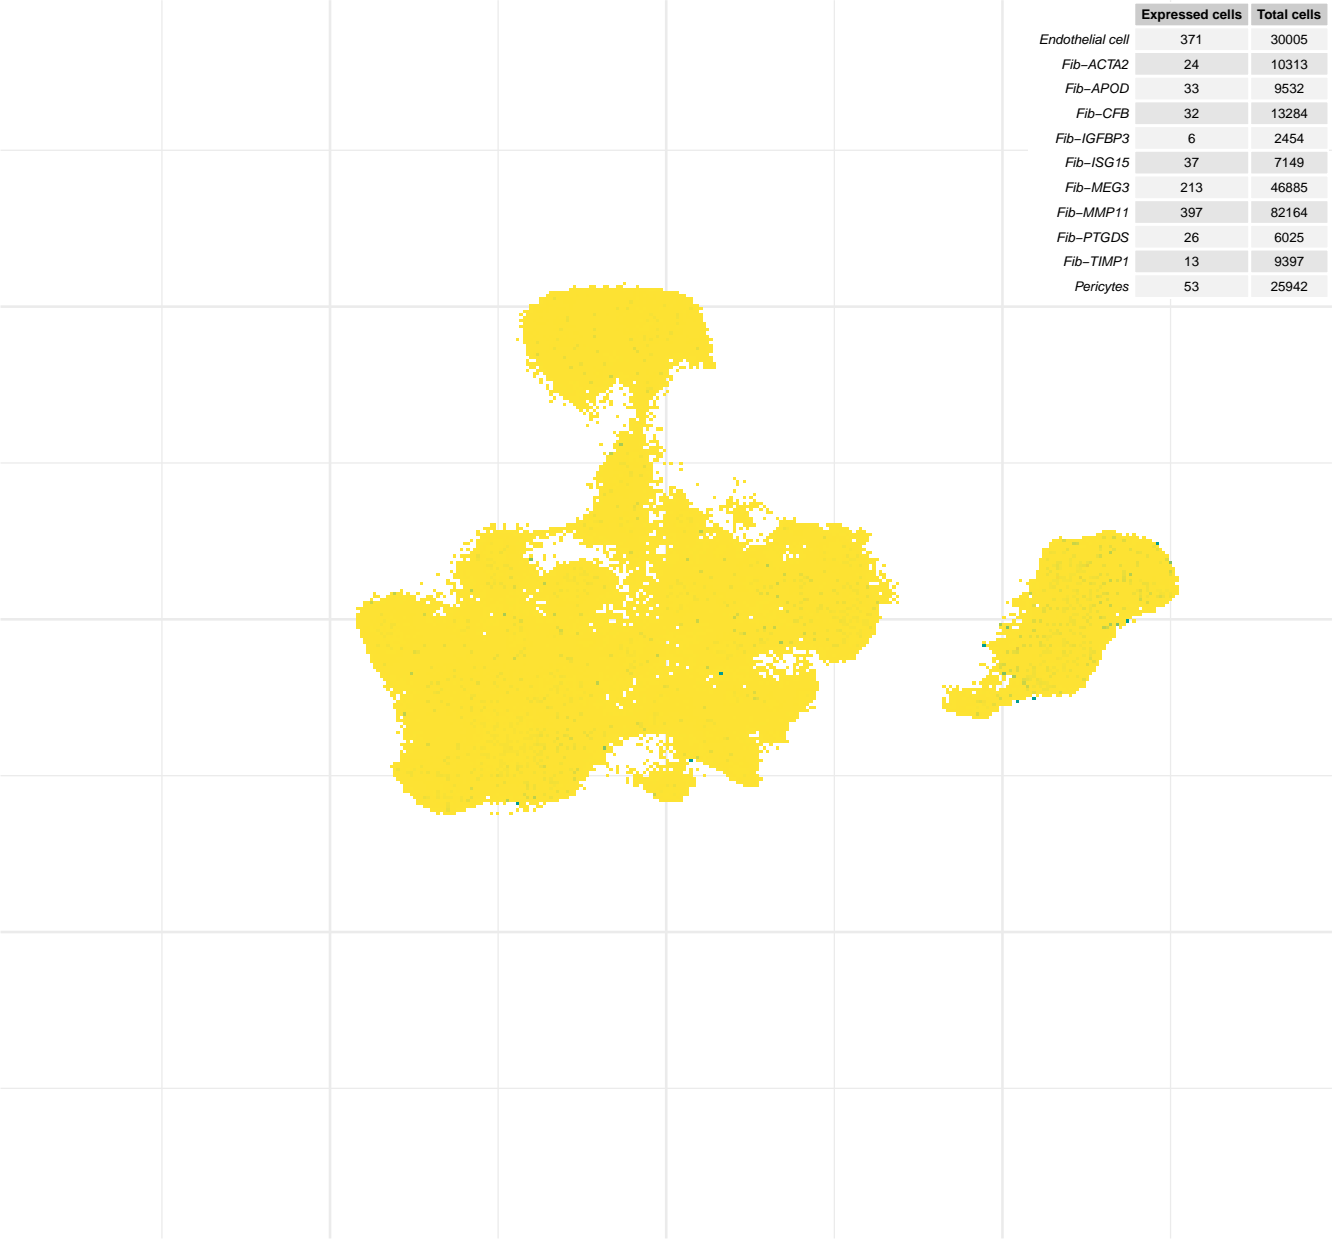 Expressed cells Total cells
Endothelial cell 371 30005
Fib−ACTA2 24 10313
Fib−APOD 33 9532
Fib−CFB 32 13284
Fib−IGFBP3 6 2454
Fib−ISG15 37 7149
Fib−MEG3 213 46885
Fib−MMP11 397 82164
Fib−PTGDS 26 6025
Fib−TIMP1 13 9397
Pericytes 53 25942